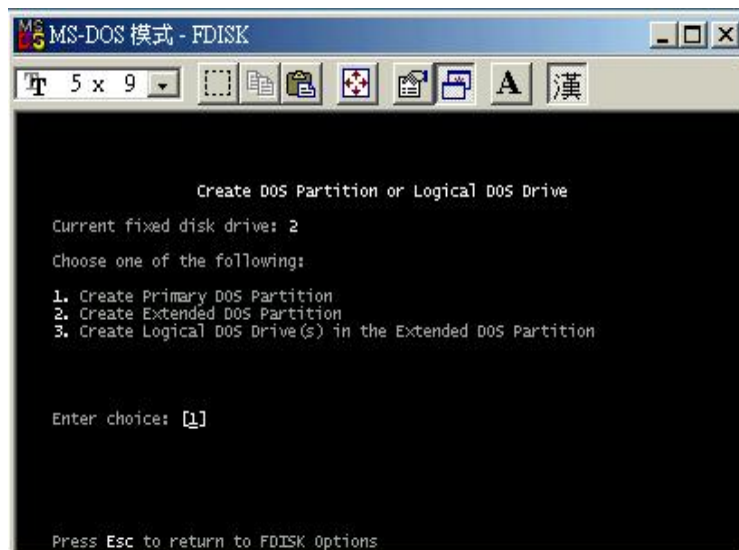 MS-DOS 模式 - FDISK
5 x 9
A
漢
Create DOS Partition or Logical DOS Drive
Current fixed disk drive: 2
Choose one of the following:
1. Create Primary DOS Partition
2. Create Extended DOS Partition
3. Create Logical DOS Drive(s) in the Extended DOS Partition
Enter choice: [1]
Press Esc to return to FDISK Options